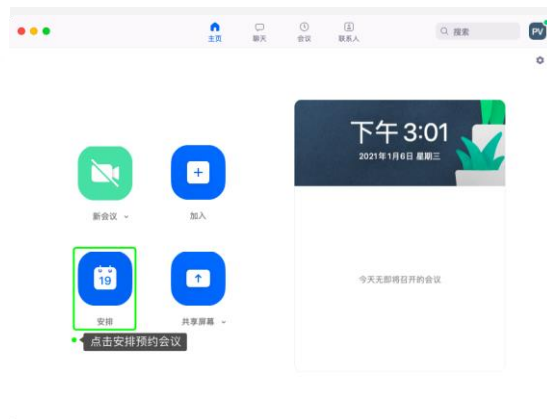 主页
聊天
会议
联系人
搜索
PV
下午 3:01
2021年1月6日 星期三
新会议
加入
19
安排
共享屏幕
今天无即将召开的会议
点击安排预约会议